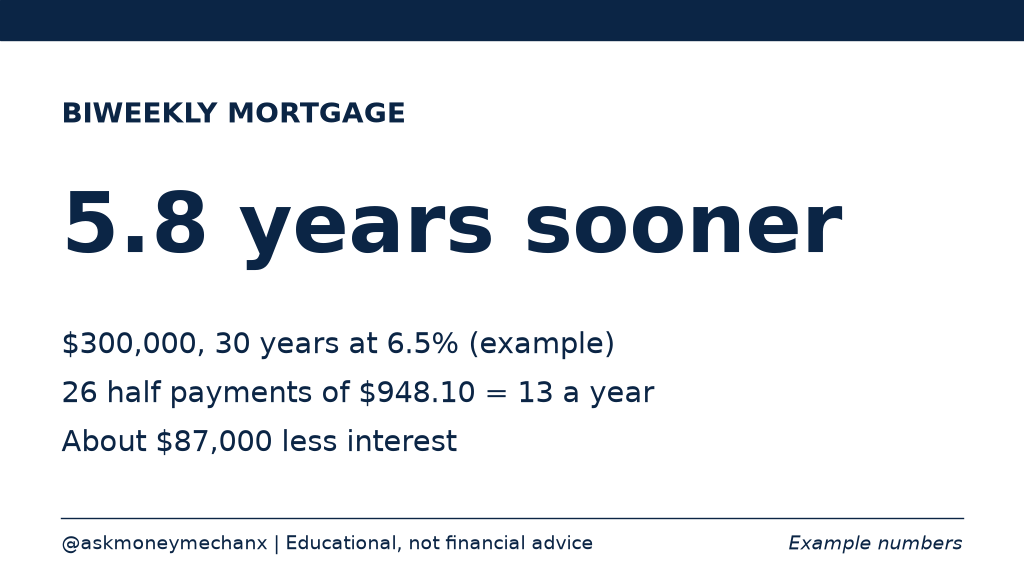 BIWEEKLY MORTGAGE
5.8 years sooner
$300,000, 30 years at 6.5% (example)
26 half payments of $948.10 = 13 a year
About $87,000 less interest
@askmoneymechanx | Educational, not financial advice
Example numbers